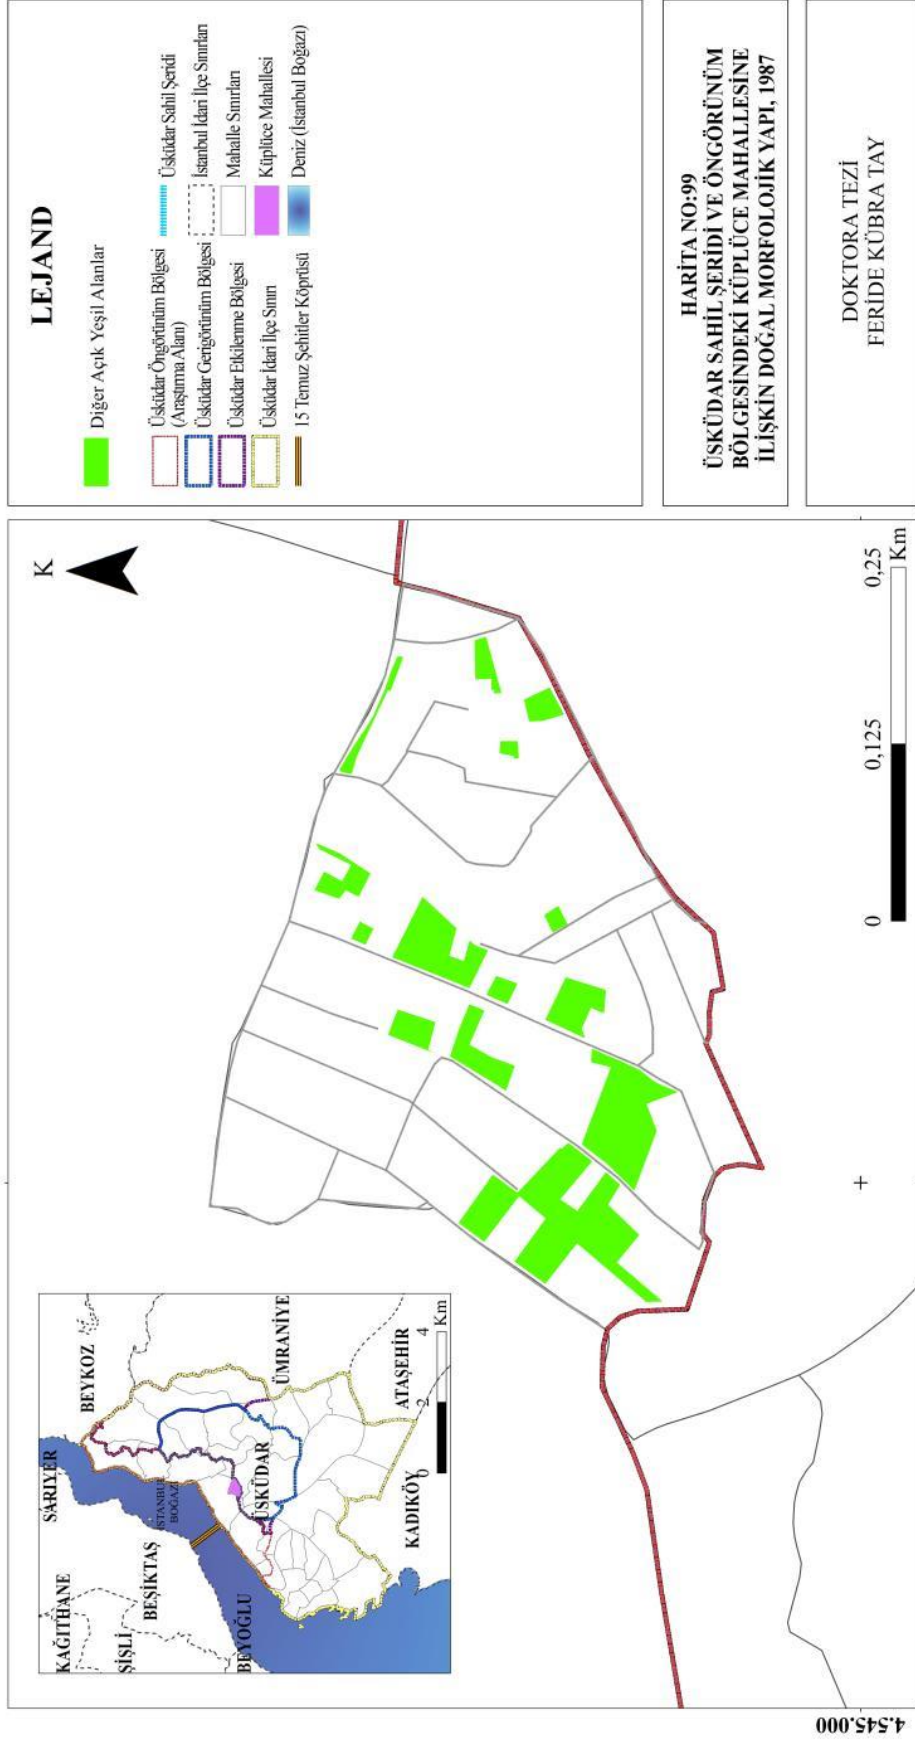 LEJAND
Diğer Açık Yeşil Alanlar
Üsküdar Öngörünüm Bölgesi
(Araştırma Alanı)
Üsküdar Gerigörünüm Bölgesi
Üsküdar Etkilenme Bölgesi
Üsküdar İdari İlçe Sınırı
15 Temuz Şehitler Köprüsü
Üsküdar Sahil Şeridi
İstanbul İdari İlçe Sınırları
Mahalle Sınırları
Küplüce Mahallesi
Deniz (İstanbul Boğazı)
HARİTA NO:99
ÜSKÜDAR SAHİL ŞERİDİ VE ÖNGÖRÜNÜM
BÖLGESİNDEKİ KÜPLÜCE MAHALLESİNE
İLİŞKİN DOĞAL MORFOLOJİK YAPI, 1987
DOKTORA TEZİ
FERİDE KÜBRA TAY
K
0 0,125 0,25
Km
KAĞITHANE
SARIYER
BEYKOZ
ŞİŞLİ
BEŞİKTAŞ
İSTANBUL
BOĞAZI
BEYOĞLU
ÜSKÜDAR
ÜMRANİYE
KADIKÖY
ATAŞEHİR
0 2 4
Km
4.545.000